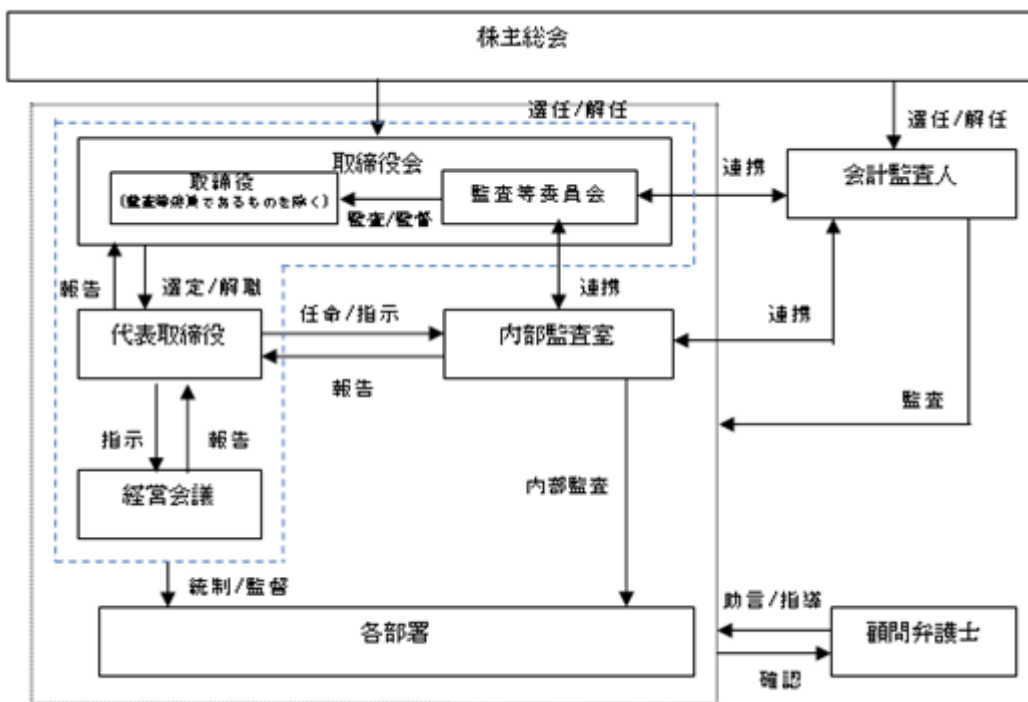 株主総会
選任/解任
選任/解任
取締役会
取締役
(監査等委員であるものを除く)
監査等委員会
監査/監督
連携
会計監査人
報告
選定/解職
連携
代表取締役
任命/指示
内部監査室
連携
報告
監査
指示
報告
経営会議
内部監査
統制/監督
各部署
助言/指導
顧問弁護士
確認